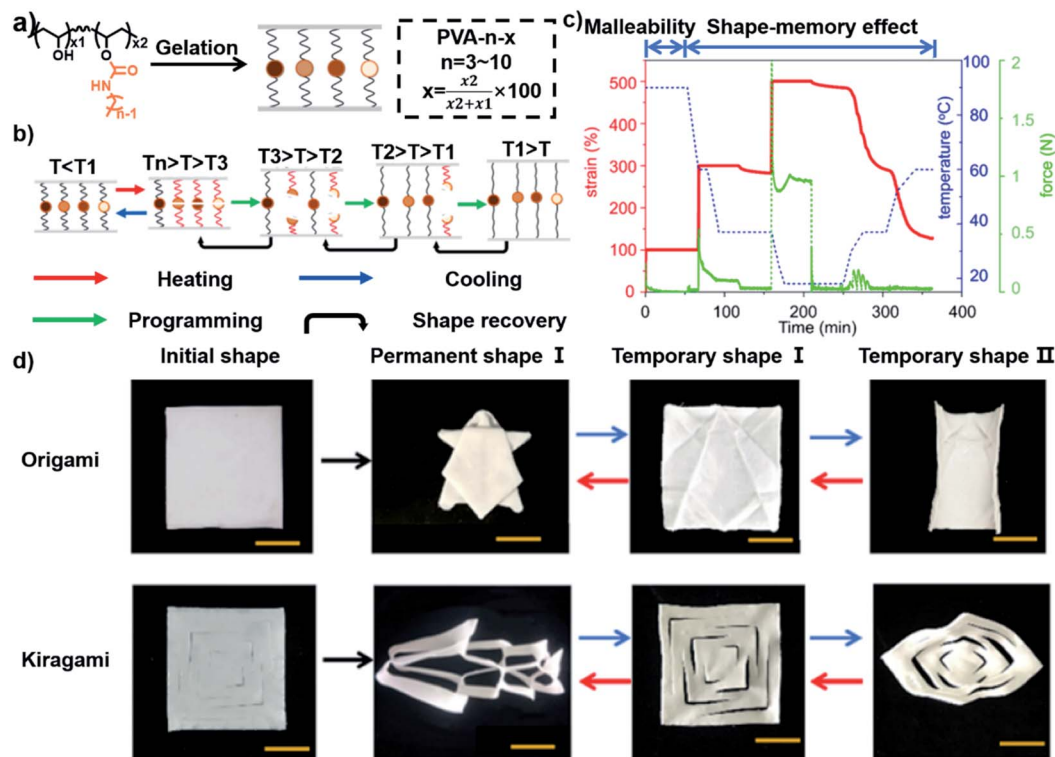 a)
OH
x1
O
x2
O
HN
n-1
Gelation
PVA-n-x
n=3~10
x=x2/(x2+x1)×100
b)
T<T1
Tn>T>T3
T3>T>T2
T2>T>T1
T1>T
Heating
Cooling
Programming
Shape recovery
c)
Malleability
Shape-memory effect
strain (%)
500
400
300
200
100
0
temperature (ºC)
100
80
60
40
20
force (N)
2
1.5
1
0.5
0
0
100
200
300
400
Time (min)
d)
Initial shape
Permanent shape Ⅰ
Temporary shape Ⅰ
Temporary shape Ⅱ
Origami
Kiragami